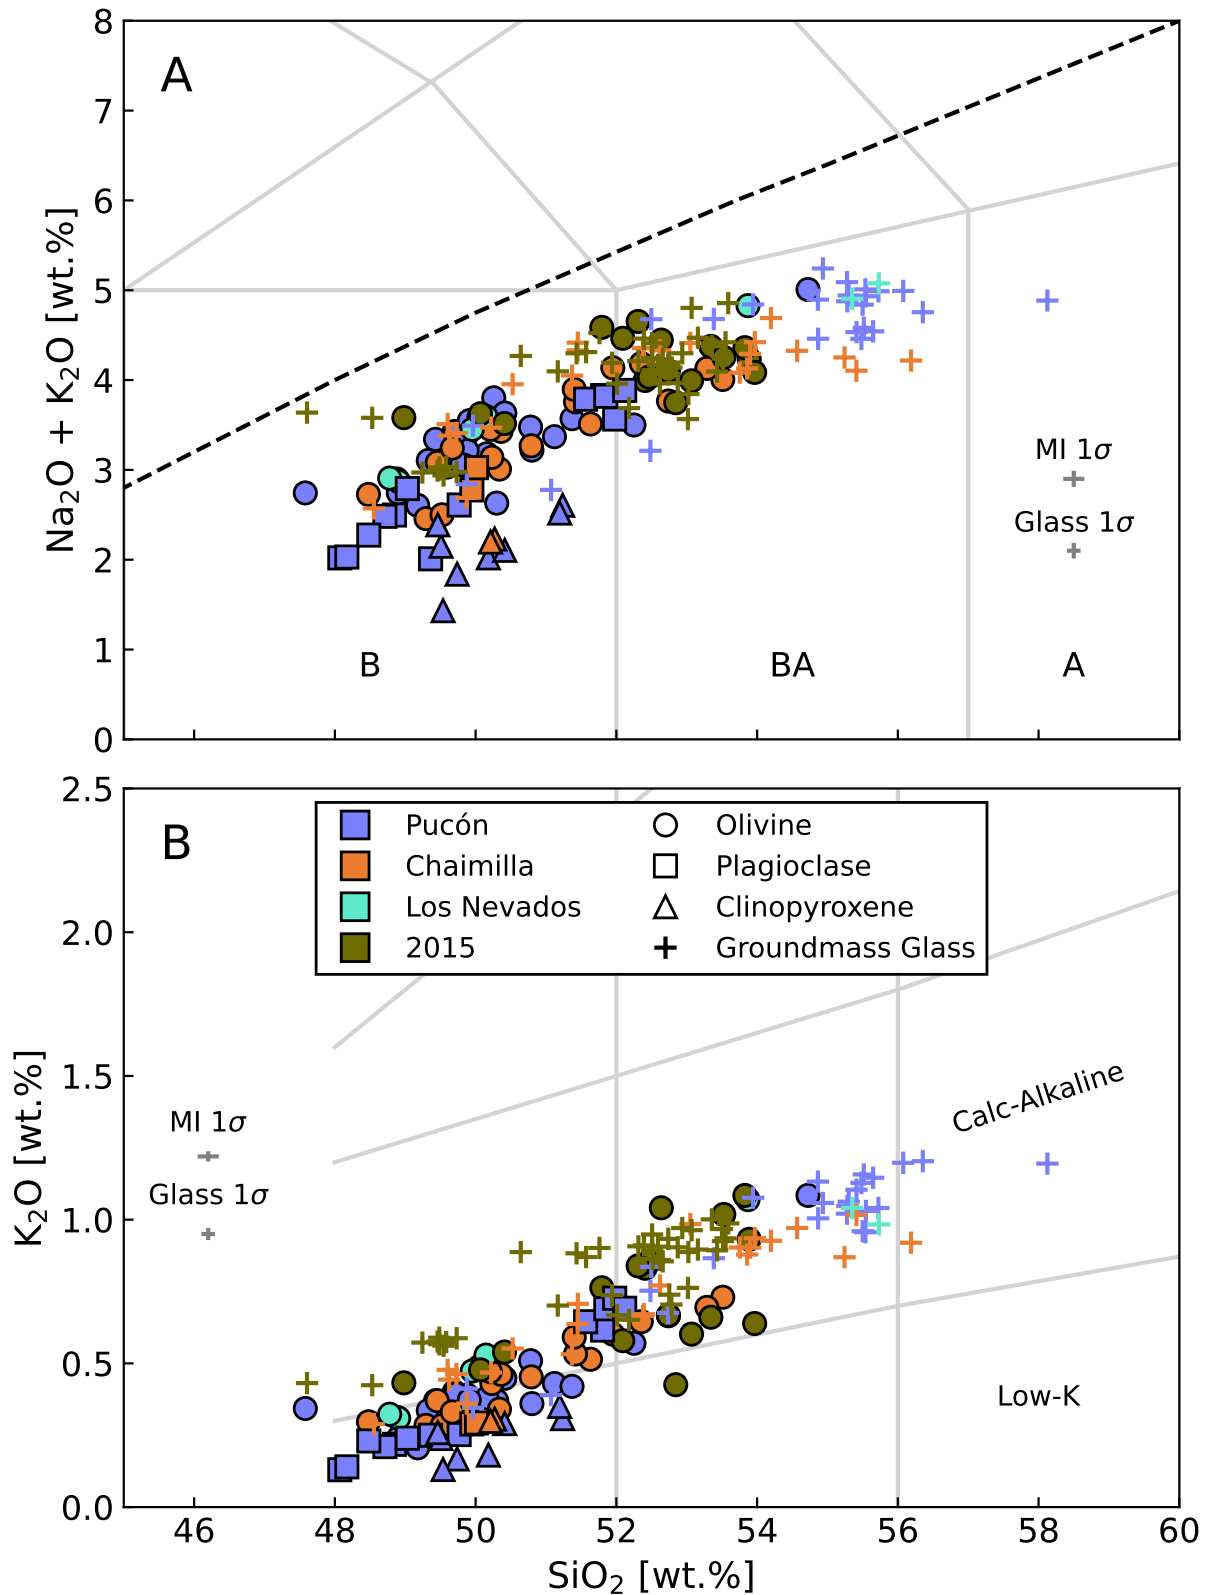 A
8
7
6
5
4
3
2
1
0
Na₂O + K₂O [wt.%]
MI 1σ
Glass 1σ
B
BA
A
B
2.5
2.0
1.5
1.0
0.5
0.0
K₂O [wt.%]
Pucón
Chaimilla
Los Nevados
2015
Olivine
Plagioclase
Clinopyroxene
Groundmass Glass
MI 1σ
Glass 1σ
Calc-Alkaline
Low-K
46 48 50 52 54 56 58 60
SiO₂ [wt.%]